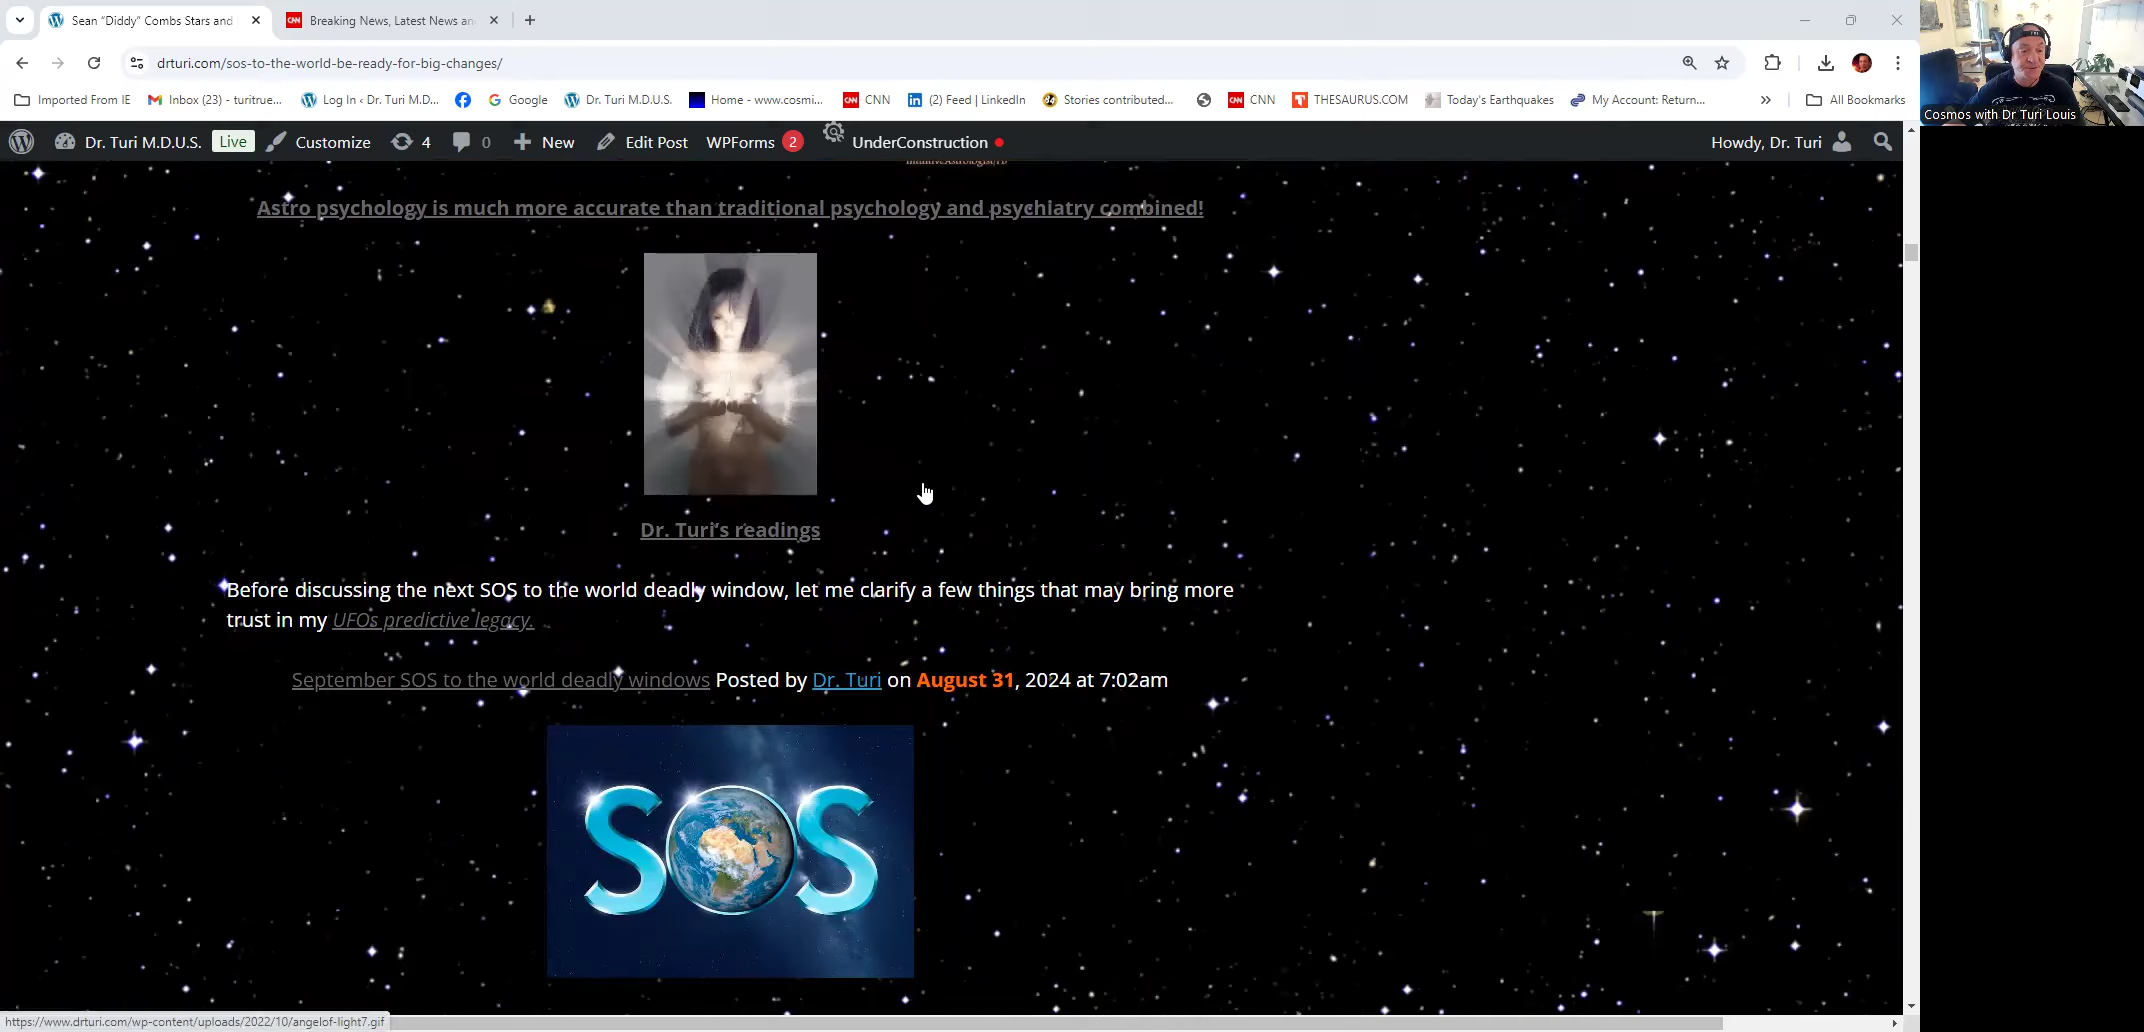 Sean "Diddy" Combs Stars and
CNN Breaking News, Latest News an
drturi.com/sos-to-the-world-be-ready-for-big-changes/
Imported From IE
Inbox (23) - turitrue...
Log In ‹ Dr. Turi M.D...
Google
Dr. Turi M.D.U.S.
Home - www.cosmi...
CNN CNN
(2) Feed | LinkedIn
Stories contributed...
CNN CNN
THESAURUS.COM
Today's Earthquakes
My Account: Return...
All Bookmarks
Cosmos with Dr Turi Louis
Dr. Turi M.D.U.S.
Live
Customize
4
0
New
Edit Post
WPForms 2
UnderConstruction
Howdy, Dr. Turi
Astro psychology is much more accurate than traditional psychology and psychiatry combined!
Dr. Turi's readings
Before discussing the next SOS to the world deadly window, let me clarify a few things that may bring more
trust in my UFOs predictive legacy.
September SOS to the world deadly windows Posted by Dr. Turi on August 31, 2024 at 7:02am
SOS
https://www.drturi.com/wp-content/uploads/2022/10/angelof-light7.gif